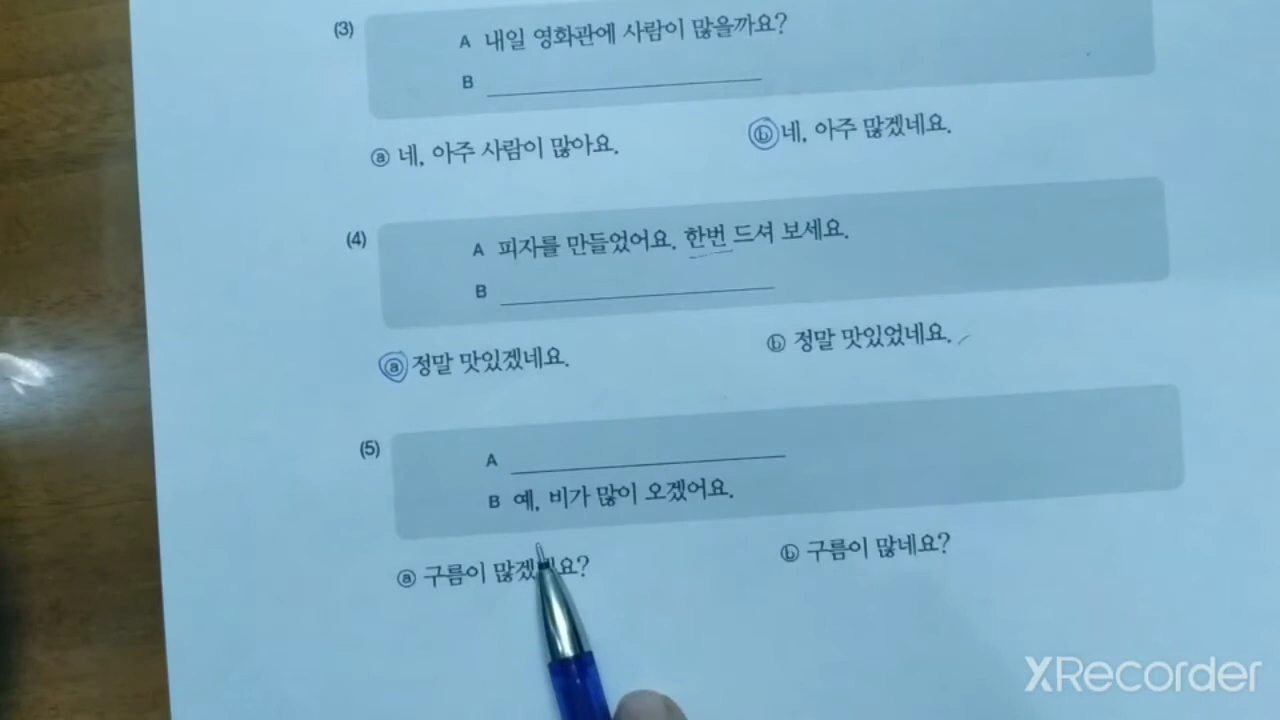 (3)
A 내일 영화관에 사람이 많을까요?
B
ⓐ 네, 아주 사람이 많아요. ⓑ 네, 아주 많겠네요.
(4)
A 피자를 만들었어요. 한번 드셔 보세요.
B
ⓐ 정말 맛있겠네요. ⓑ 정말 맛있었네요.
(5)
A
B 예, 비가 많이 오겠어요.
ⓐ 구름이 ⓑ 구름이 많네요?
XRecorder